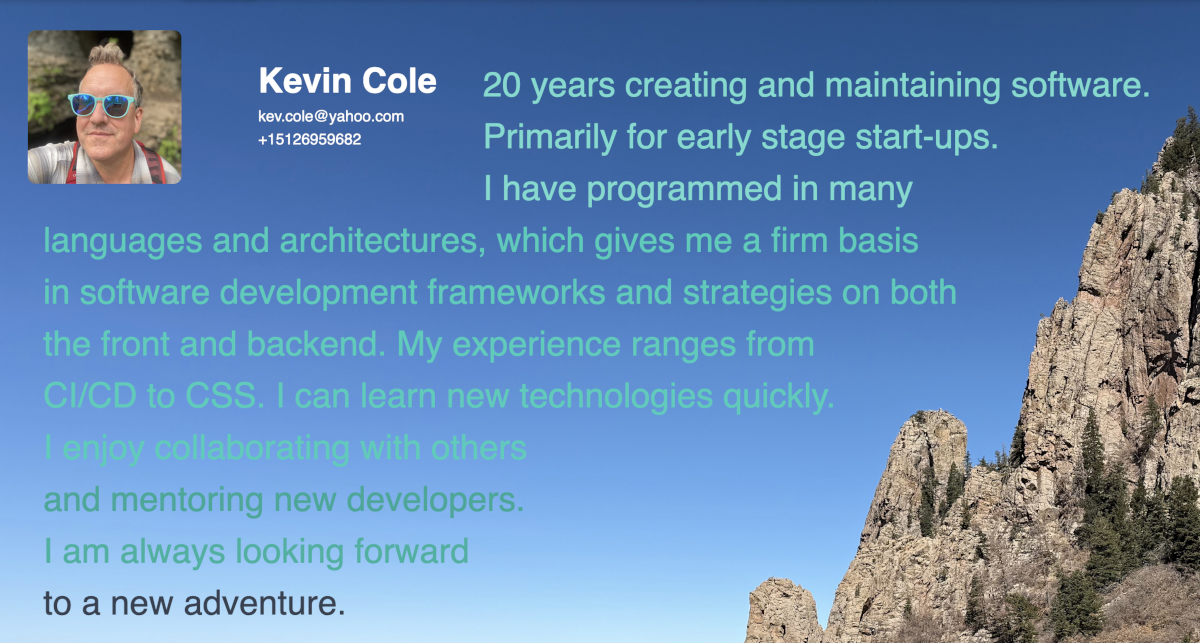 Kevin Cole
kev.cole@yahoo.com
+15126959682
20 years creating and maintaining software.
Primarily for early stage start-ups.
I have programmed in many
languages and architectures, which gives me a firm basis
in software development frameworks and strategies on both
the front and backend. My experience ranges from
CI/CD to CSS. I can learn new technologies quickly.
I enjoy collaborating with others
and mentoring new developers.
I am always looking forward
to a new adventure.